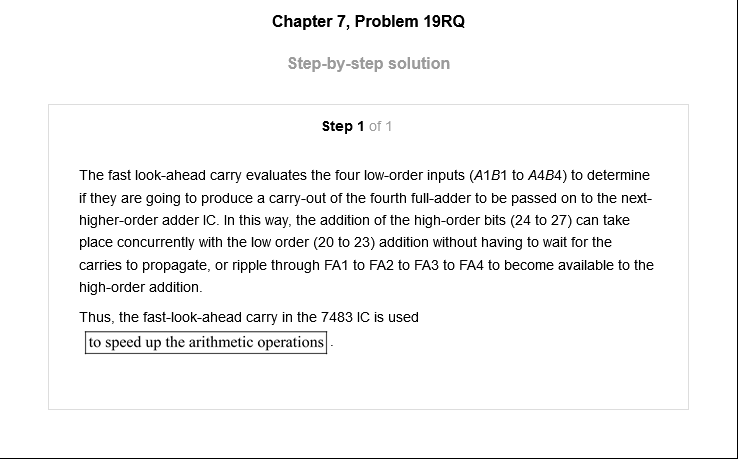 Chapter 7, Problem 19RQ
Step-by-step solution
Step 1 of 1
The fast look-ahead carry evaluates the four low-order inputs (A1B1 to A4B4) to determine
if they are going to produce a carry-out of the fourth full-adder to be passed on to the next-
higher-order adder IC. In this way, the addition of the high-order bits (24 to 27) can take
place concurrently with the low order (20 to 23) addition without having to wait for the
carries to propagate, or ripple through FA1 to FA2 to FA3 to FA4 to become available to the
high-order addition.
Thus, the fast-look-ahead carry in the 7483 IC is used
to speed up the arithmetic operations.